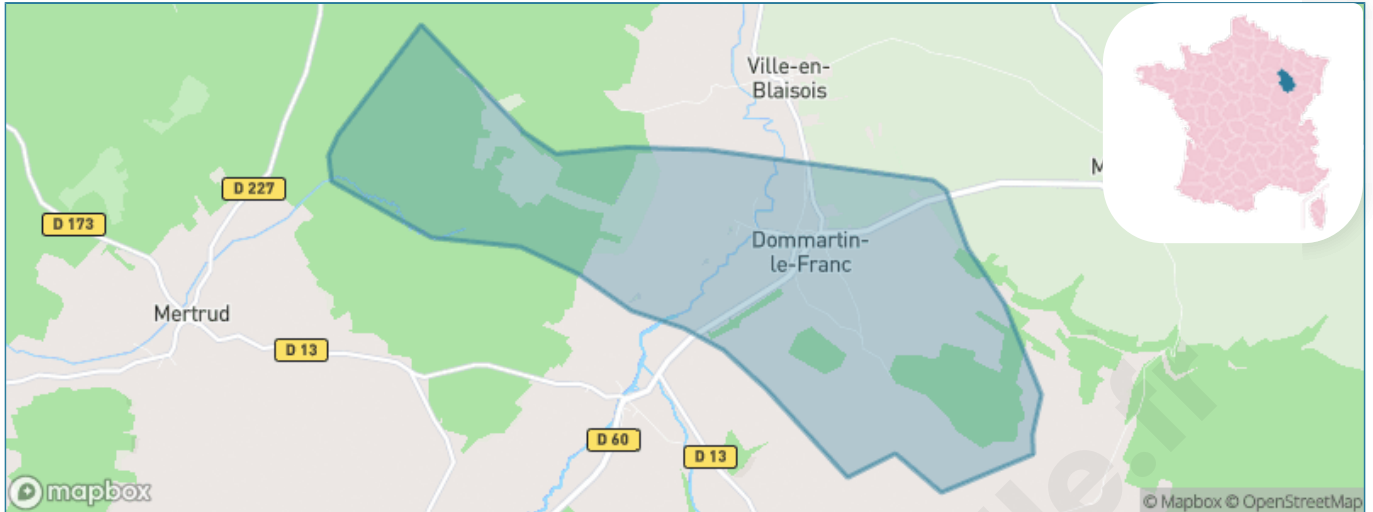 Ville-en-
Blaisois
M
D 227
D 173
Dommartin-
le-Franc
Mertrud
D 13
D 60
D 13
mapbox
© Mapbox © OpenStreetMap